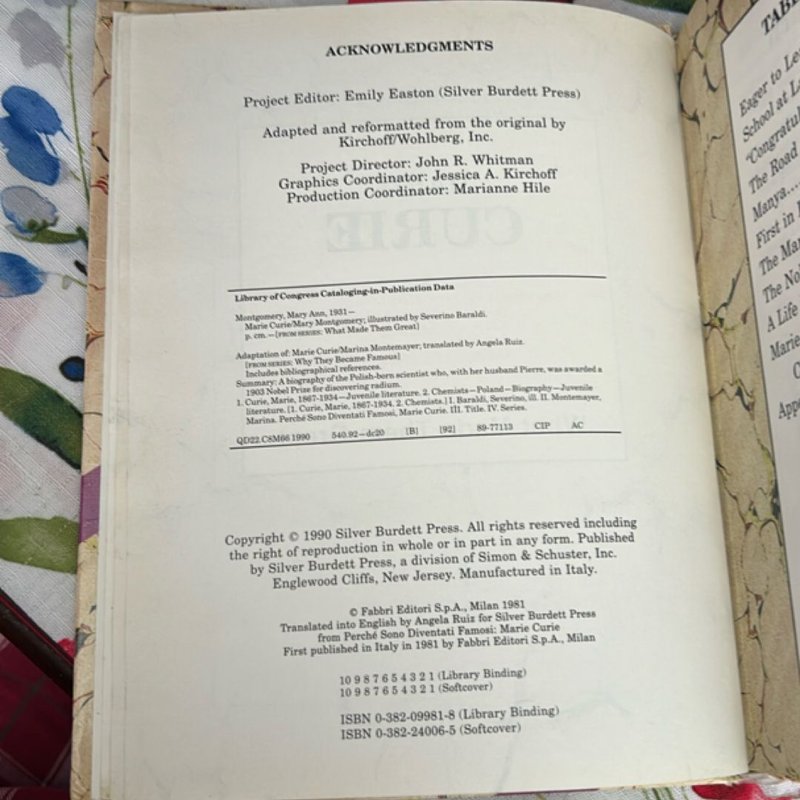 ACKNOWLEDGMENTS
Project Editor: Emily Easton (Silver Burdett Press)
Adapted and reformatted from the original by
Kirchoff/Wohlberg, Inc.
Project Director: John R. Whitman
Graphics Coordinator: Jessica A. Kirchoff
Production Coordinator: Marianne Hile
CURIE
Library of Congress Cataloging-in-Publication Data
Montgomery, Mary Ann, 1931–
Marie Curie/Mary Montgomery; illustrated by Severino Baraldi.
p. cm.—[FROM SERIES: What Made Them Great]
Adaptation of: Marie Curie/Marina Montemayer; translated by Angela Ruiz.
[FROM SERIES: Why They Became Famous]
Includes bibliographical references.
Summary: A biography of the Polish-born scientist who, with her husband Pierre, was awarded a
1903 Nobel Prize for discovering radium.
1. Curie, Marie, 1867-1934—Juvenile literature. 2. Chemists—Poland—Biography—Juvenile
literature. [1. Curie, Marie, 1867-1934. 2. Chemists.] I. Baraldi, Severino, ill. II. Montemayer,
Marina. Perché Sono Diventati Famosi, Marie Curie. III. Title. IV. Series.
QD22.C8M66 1990 540.92—dc20 [B] [92] 89-77113 CIP AC
Copyright © 1990 Silver Burdett Press. All rights reserved including
the right of reproduction in whole or in part in any form. Published
by Silver Burdett Press, a division of Simon & Schuster, Inc.
Englewood Cliffs, New Jersey. Manufactured in Italy.
© Fabbri Editori S.p.A., Milan 1981
Translated into English by Angela Ruiz for Silver Burdett Press
from Perché Sono Diventati Famosi: Marie Curie
First published in Italy in 1981 by Fabbri Editori S.p.A., Milan
10 9 8 7 6 5 4 3 2 1 (Library Binding)
10 9 8 7 6 5 4 3 2 1 (Softcover)
ISBN 0-382-09981-8 (Library Binding)
ISBN 0-382-24006-5 (Softcover)
Eager to
School at
The Road
Manya...
First in
The
The
A Life